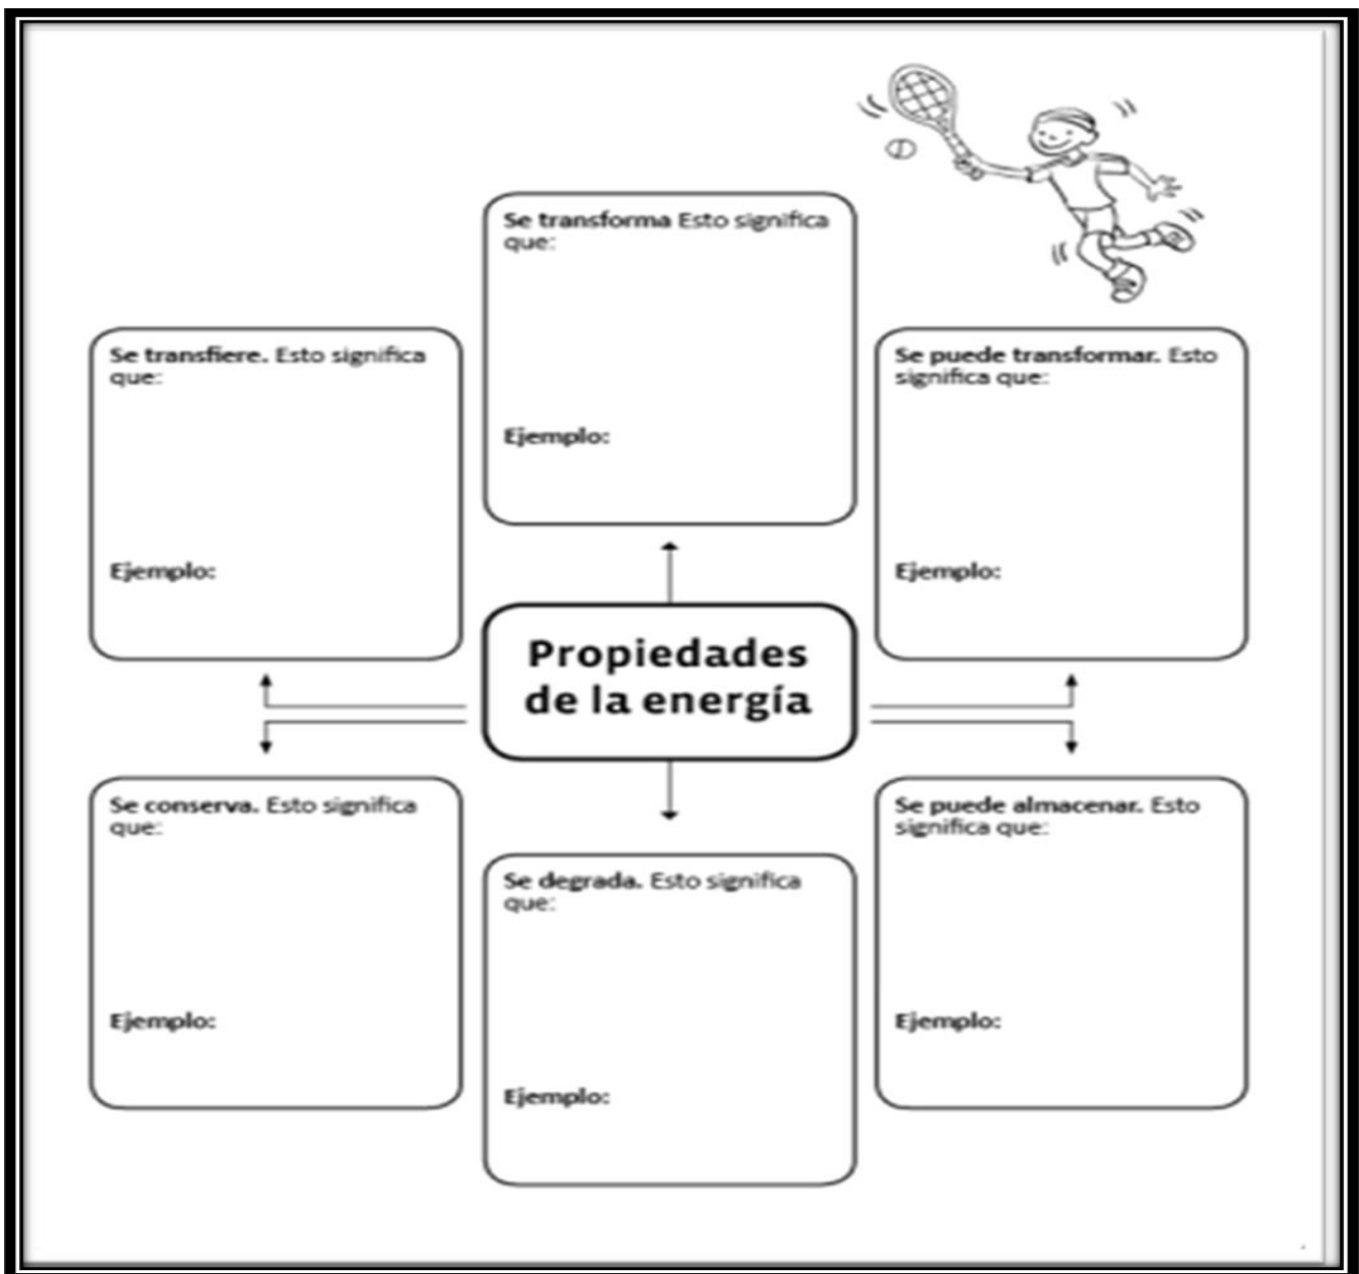 Se transforma Esto significa
que:
Ejemplo:
Se transfiere. Esto significa
que:
Ejemplo:
Se puede transformar. Esto
significa que:
Ejemplo:
Propiedades
de la energía
Se conserva. Esto significa
que:
Ejemplo:
Se degrada. Esto significa
que:
Ejemplo:
Se puede almacenar. Esto
significa que:
Ejemplo: